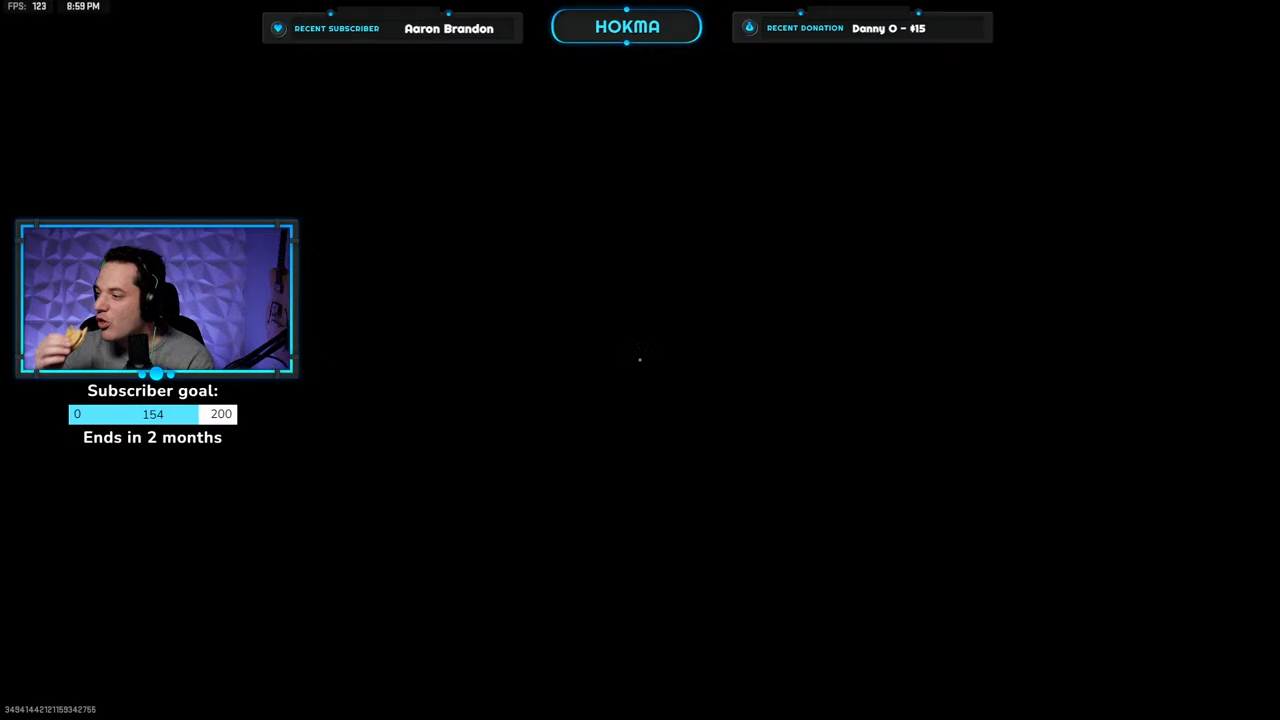 FPS: 123 8:59 PM
RECENT SUBSCRIBER Aaron Brandon
HOKMA
RECENT DONATION Danny O - $15
Subscriber goal:
0 154 200
Ends in 2 months
34941442121159342755